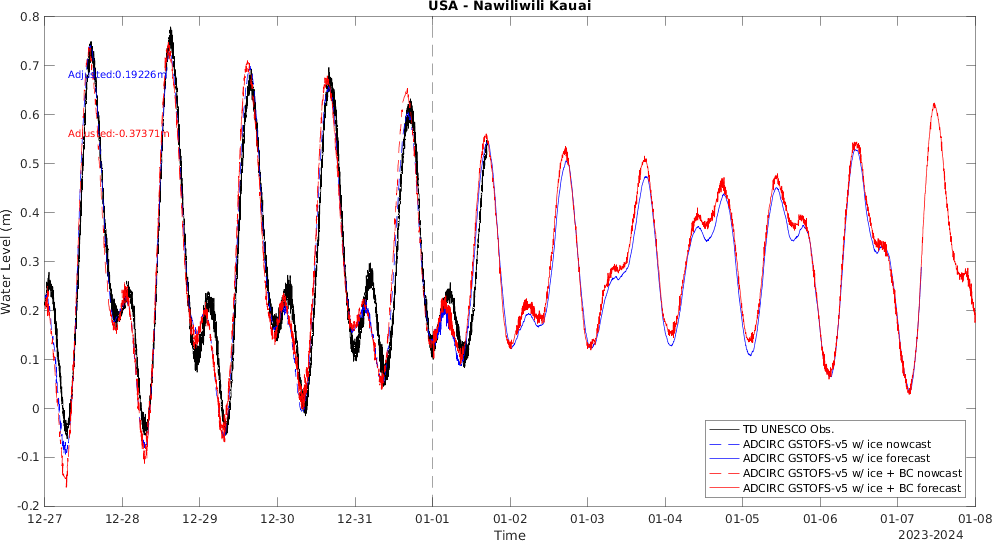 USA - Nawiliwili Kauai
0.8
0.7
0.6
0.5
0.4
0.3
0.2
0.1
0
-0.1
-0.2
Water Level (m)
Adjusted:0.19226m
Adjusted:-0.37371m
TD UNESCO Obs.
ADCIRC GSTOFS-v5 w/ ice nowcast
ADCIRC GSTOFS-v5 w/ ice forecast
ADCIRC GSTOFS-v5 w/ ice + BC nowcast
ADCIRC GSTOFS-v5 w/ ice + BC forecast
12-27 12-28 12-29 12-30 12-31 01-01 01-02 01-03 01-04 01-05 01-06 01-07 01-08
Time
2023-2024